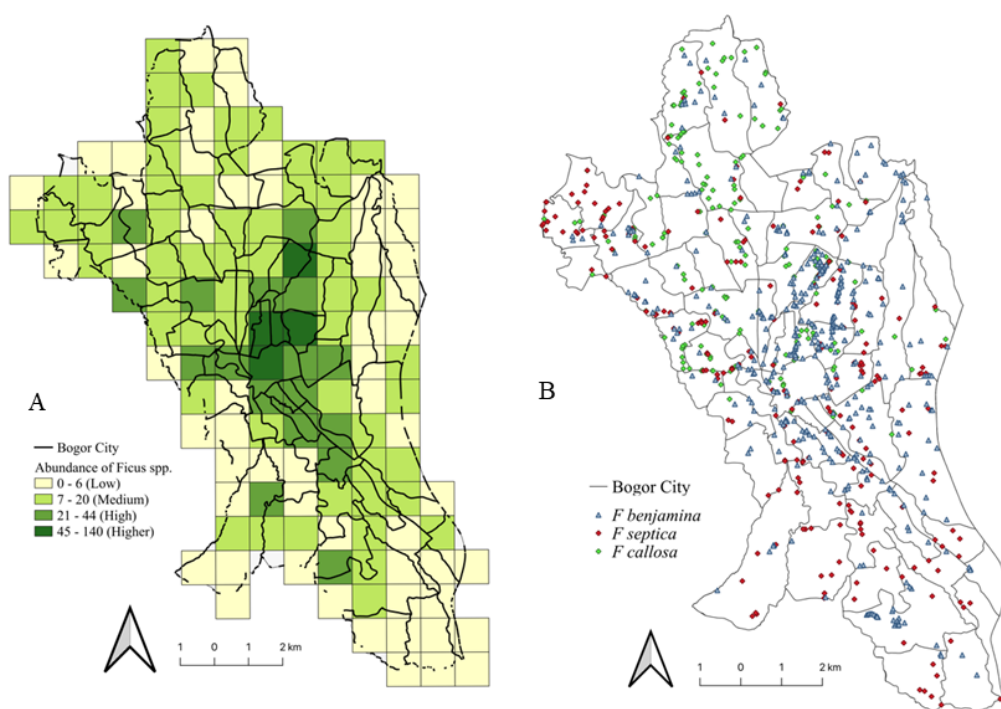 A
Bogor City
Abundance of Ficus spp.
0 - 6 (Low)
7 - 20 (Medium)
21 - 44 (High)
45 - 140 (Higher)
1 0 1 2 km
B
Bogor City
F benjamina
F septica
F callosa
1 0 1 2 km